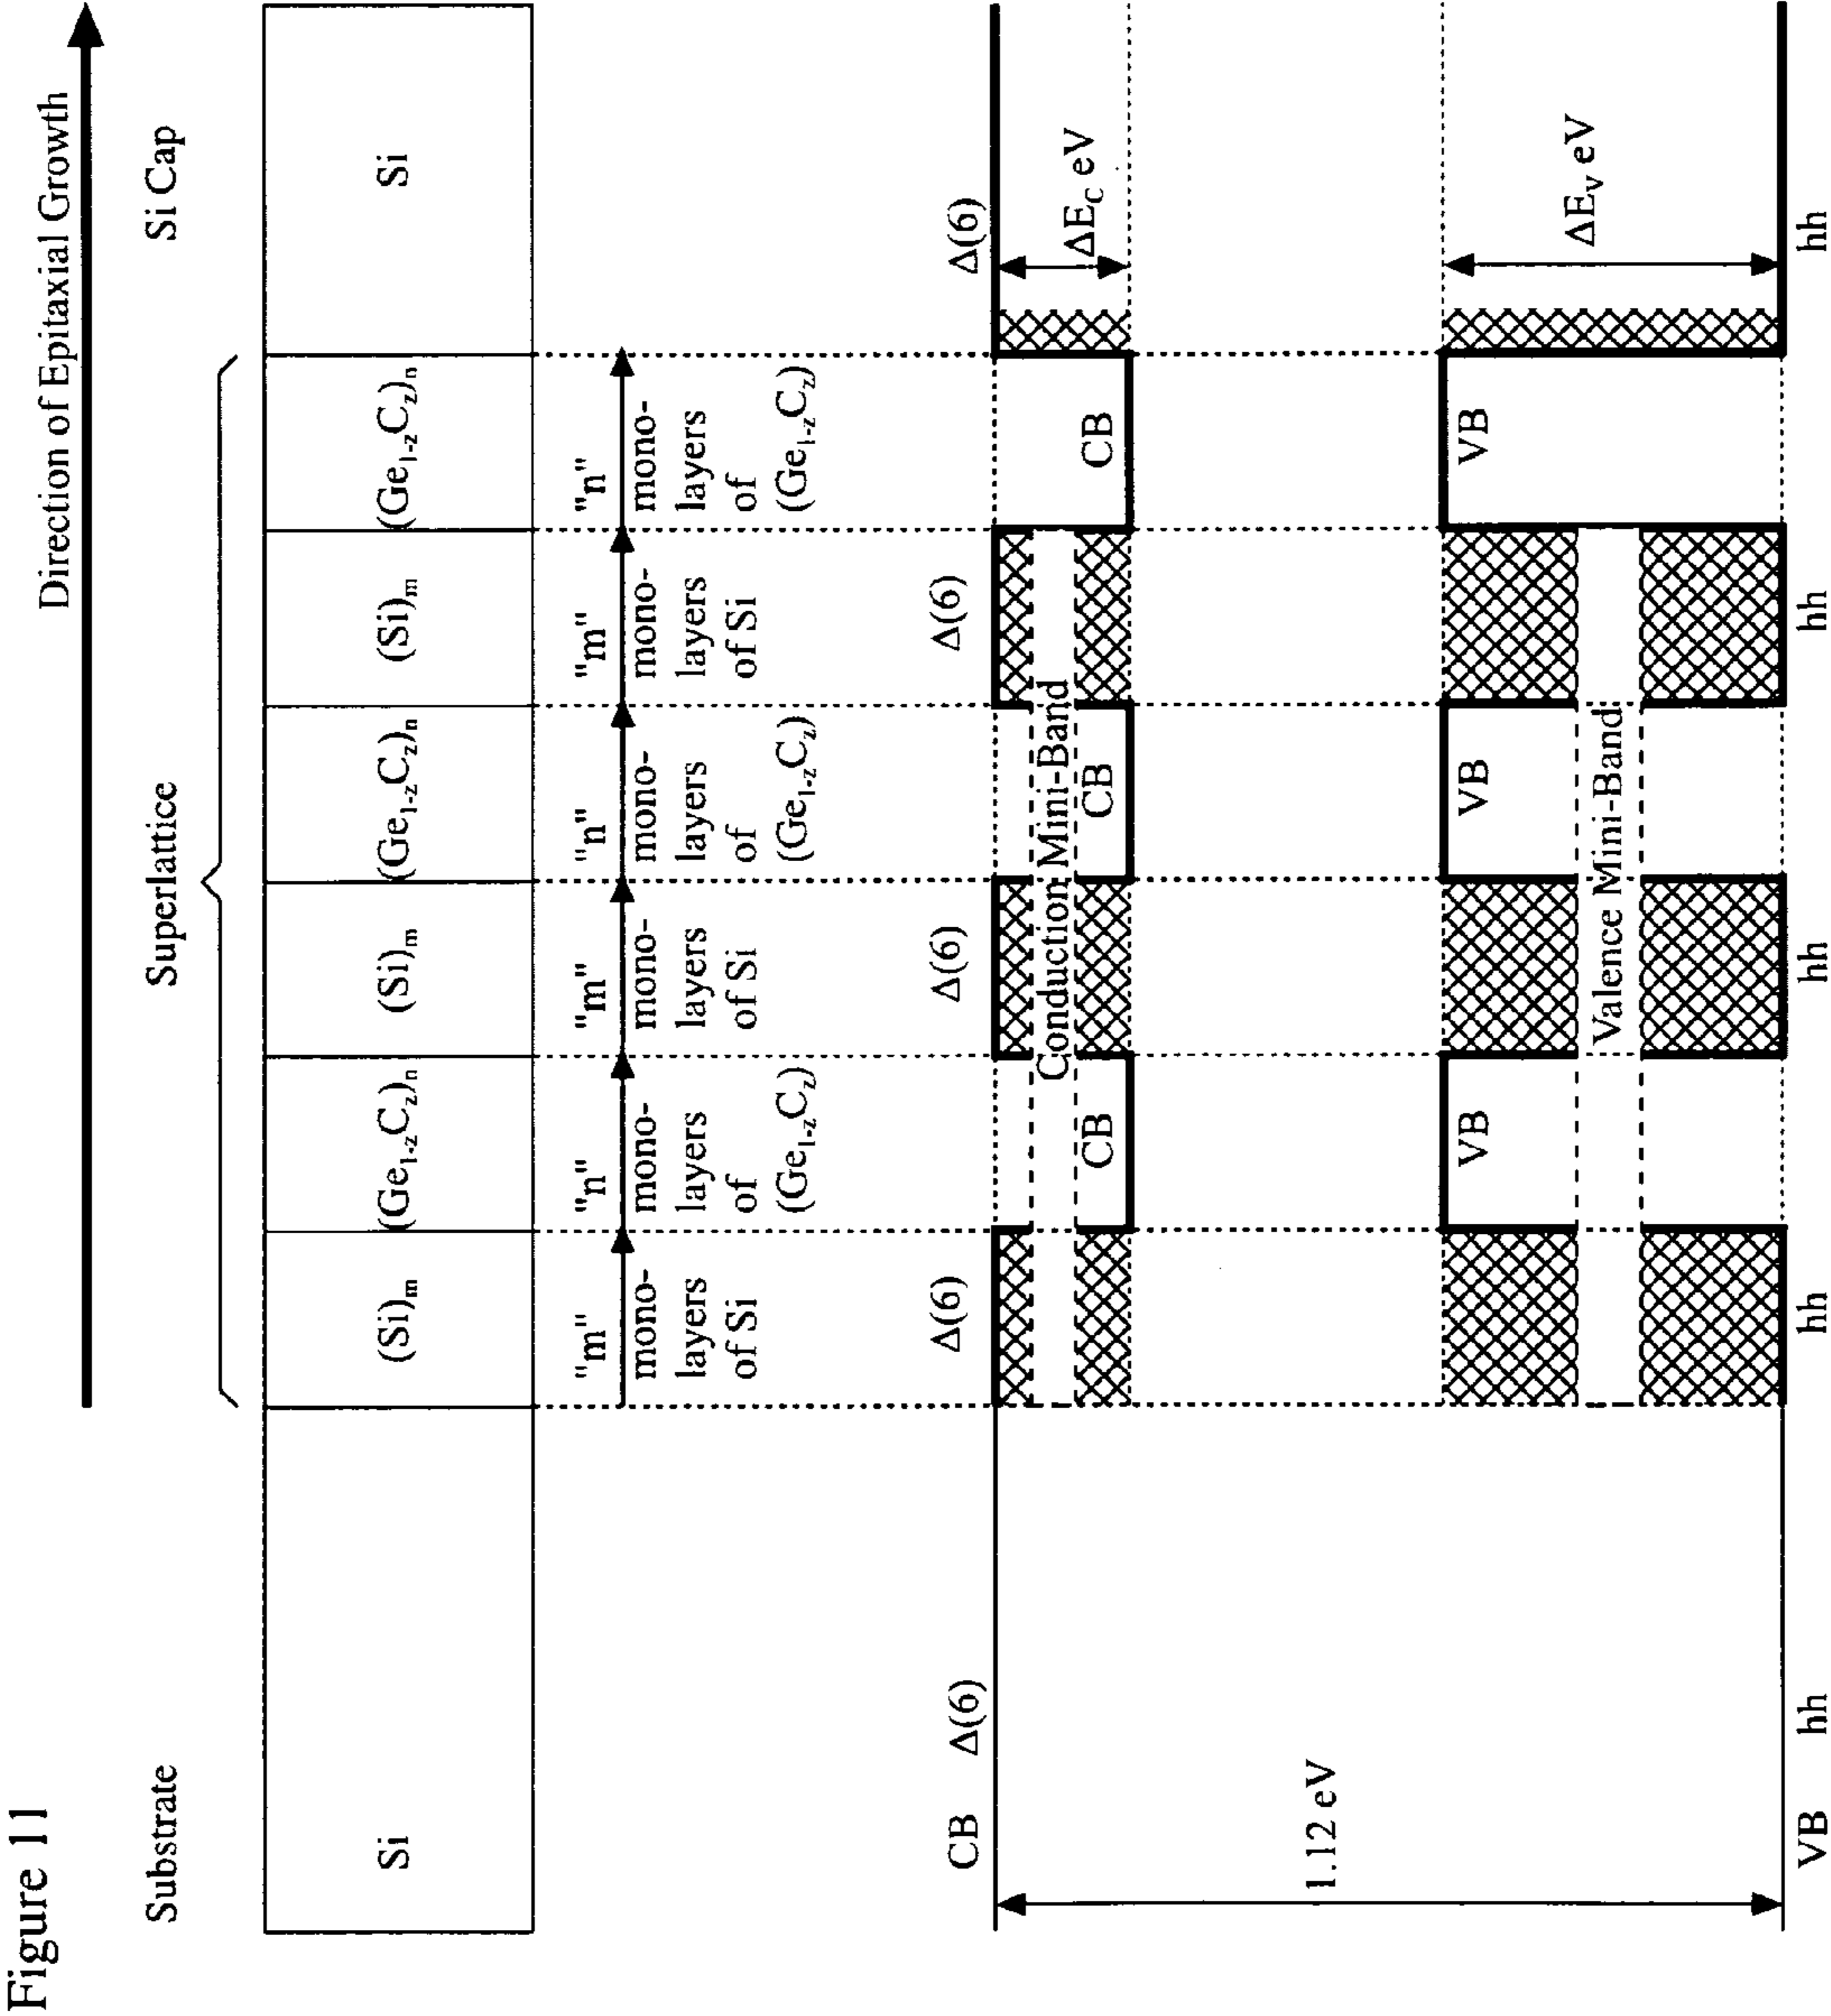 Figure 11
Direction of Epitaxial Growth
Substrate
Superlattice
Si Cap
Si
(Si)m
(Ge1-zCz)n
(Si)m
(Ge1-zCz)n
(Si)m
(Ge1-zCz)n
Si
"m"
mono-
layers
of Si
"n"
mono-
layers
of
(Ge1-zCz)
"m"
mono-
layers
of Si
"n"
mono-
layers
of
(Ge1-zCz)
"m"
mono-
layers
of Si
"n"
mono-
layers
of
(Ge1-zCz)
CB
Δ(6)
Δ(6)
Δ(6)
Δ(6)
Δ(6)
Conduction Mini-Band
CB
CB
CB
ΔEC eV
1.12 eV
VB
VB
VB
ΔEv eV
Valence Mini-Band
VB
hh
hh
hh
hh
hh